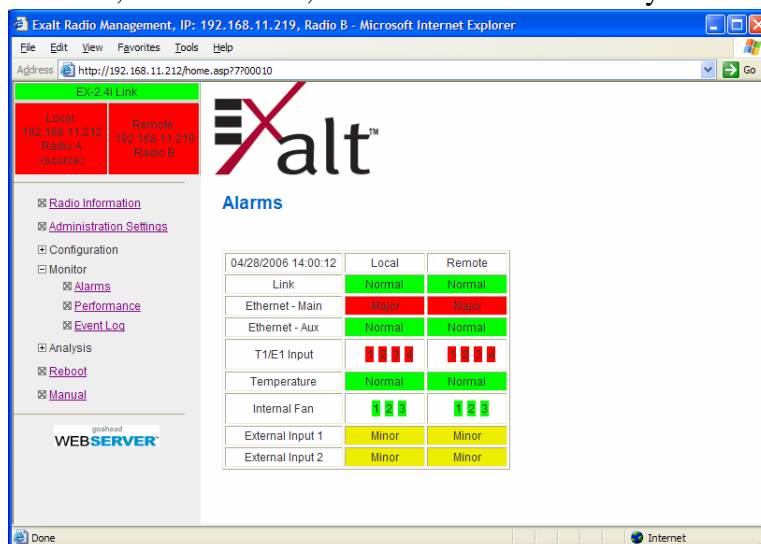 Exalt Radio Management, IP: 192.168.11.219, Radio B - Microsoft Internet Explorer
File Edit View Favorites Tools Help
Address http://192.168.11.212/home.asp?7?00010 Go
EX-2.4i Link
Local:
192.168.11.212
Radio A
(source)
Remote:
192.168.11.219
Radio B
Exalt™
Radio Information
Administration Settings
Configuration
Monitor
Alarms
Performance
Event Log
Analysis
Reboot
Manual
goahead
WEBSERVER
Alarms
04/28/2006 14:00:12 Local Remote
Link Normal Normal
Ethernet - Main Major Major
Ethernet - Aux Normal Normal
T1/E1 Input 1 2 3 4 1 2 3 4
Temperature Normal Normal
Internal Fan 1 2 3 1 2 3
External Input 1 Minor Minor
External Input 2 Minor Minor
Done Internet